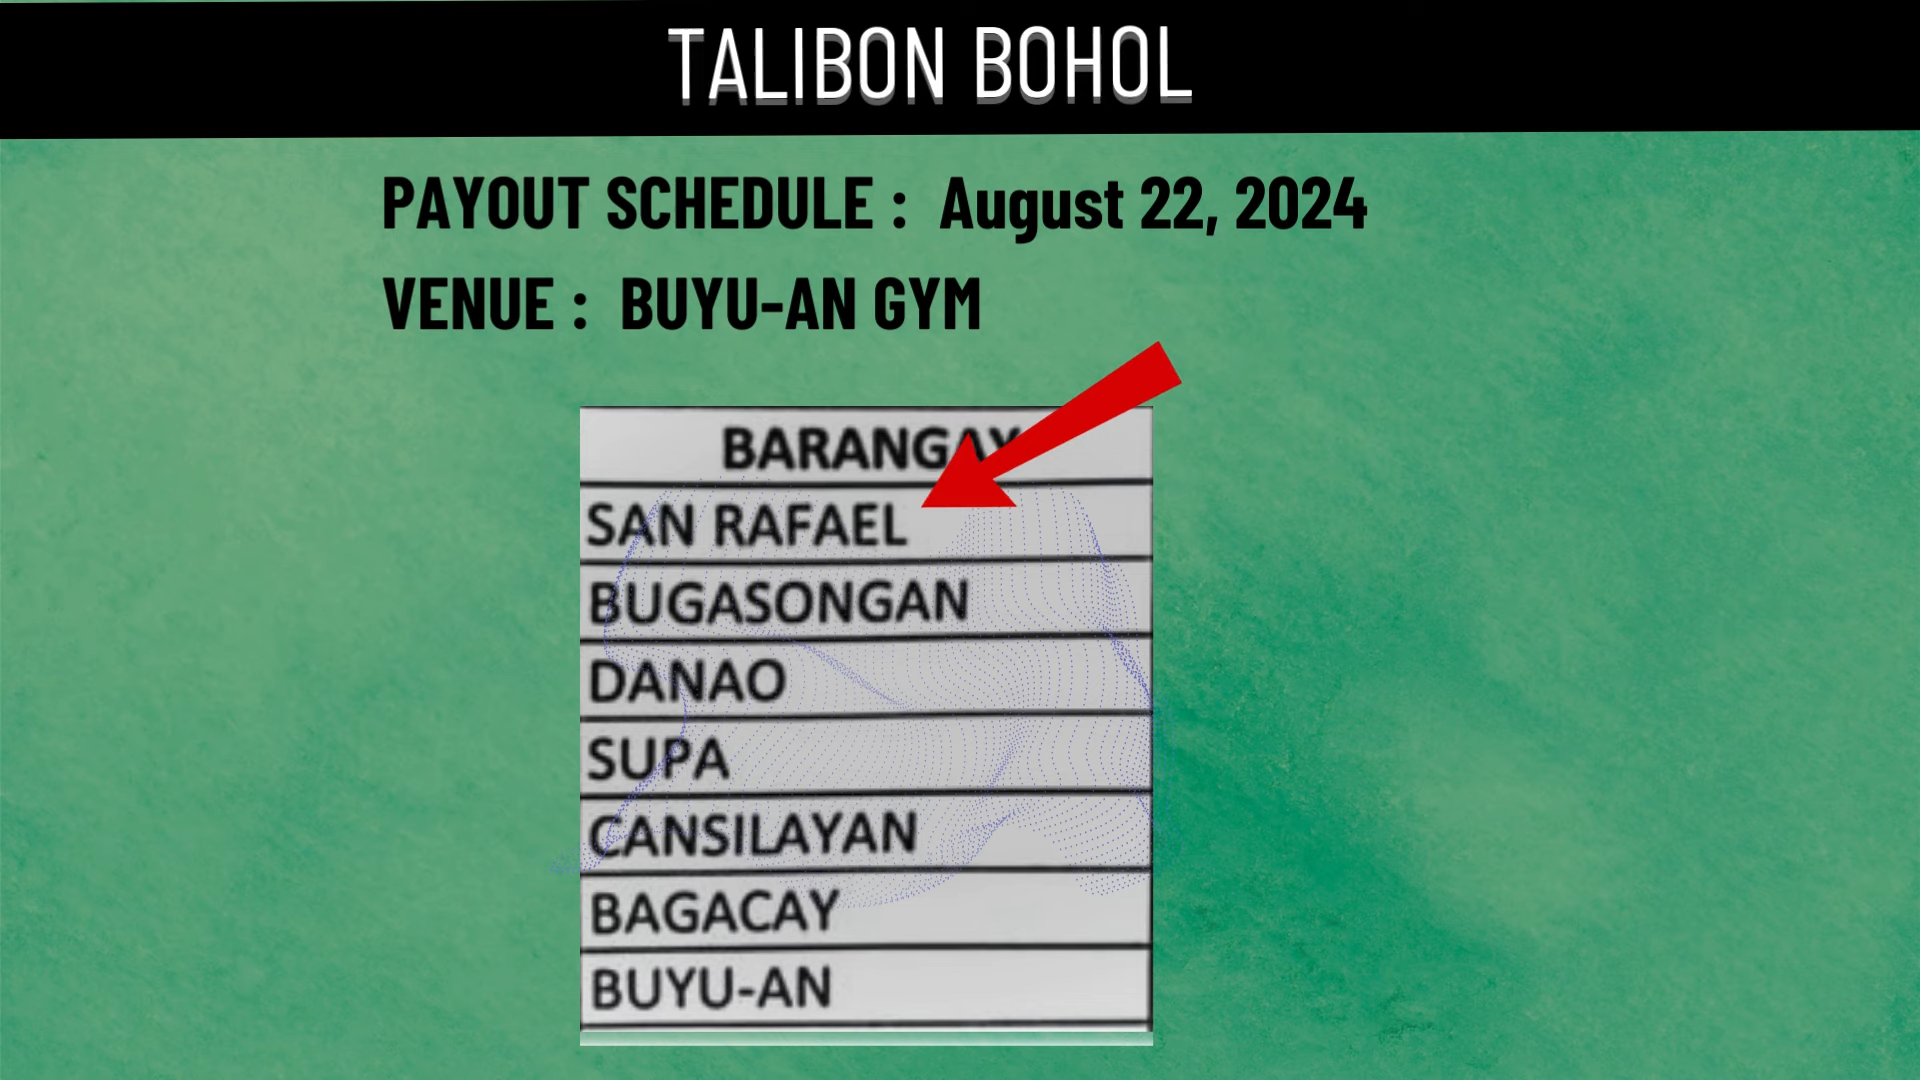 TALIBON BOHOL
PAYOUT SCHEDULE : August 22, 2024
VENUE : BUYU-AN GYM
BARANGAY
SAN RAFAEL
BUGASONGAN
DANAO
SUPA
CANSILAYAN
BAGACAY
BUYU-AN